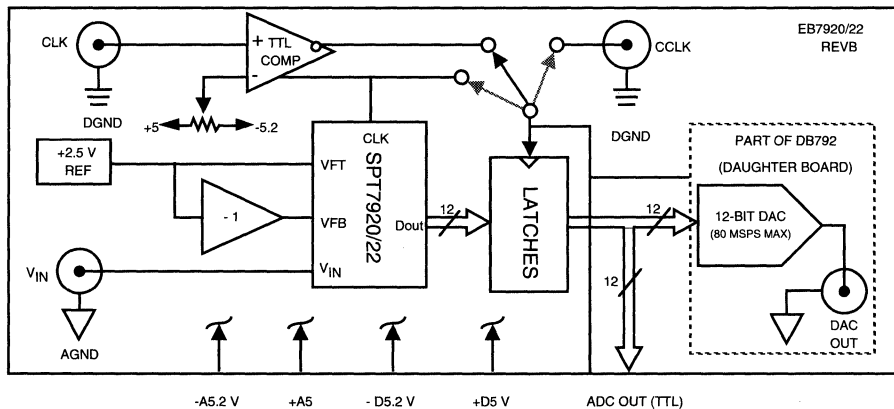 EB7920/22
REVB
CLK
+ TTL
- COMP
CCLK
DGND
+5
-5.2
DGND
+2.5 V
REF
CLK
VFT
VFB
VIN
SPT7920/22
Dout
- 1
12
LATCHES
12
12
PART OF DB792
(DAUGHTER BOARD)
12-BIT DAC
(80 MSPS MAX)
VIN
AGND
DAC
OUT
-A5.2 V
+A5
- D5.2 V
+D5 V
ADC OUT (TTL)